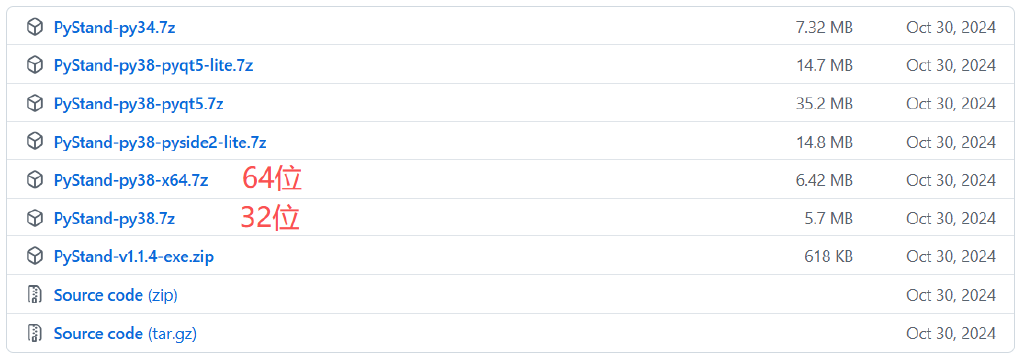 PyStand-py34.7z 7.32 MB Oct 30, 2024
PyStand-py38-pyqt5-lite.7z 14.7 MB Oct 30, 2024
PyStand-py38-pyqt5.7z 35.2 MB Oct 30, 2024
PyStand-py38-pyside2-lite.7z 14.8 MB Oct 30, 2024
PyStand-py38-x64.7z 64位 6.42 MB Oct 30, 2024
PyStand-py38.7z 32位 5.7 MB Oct 30, 2024
PyStand-v1.1.4-exe.zip 618 KB Oct 30, 2024
Source code (zip) Oct 30, 2024
Source code (tar.gz) Oct 30, 2024